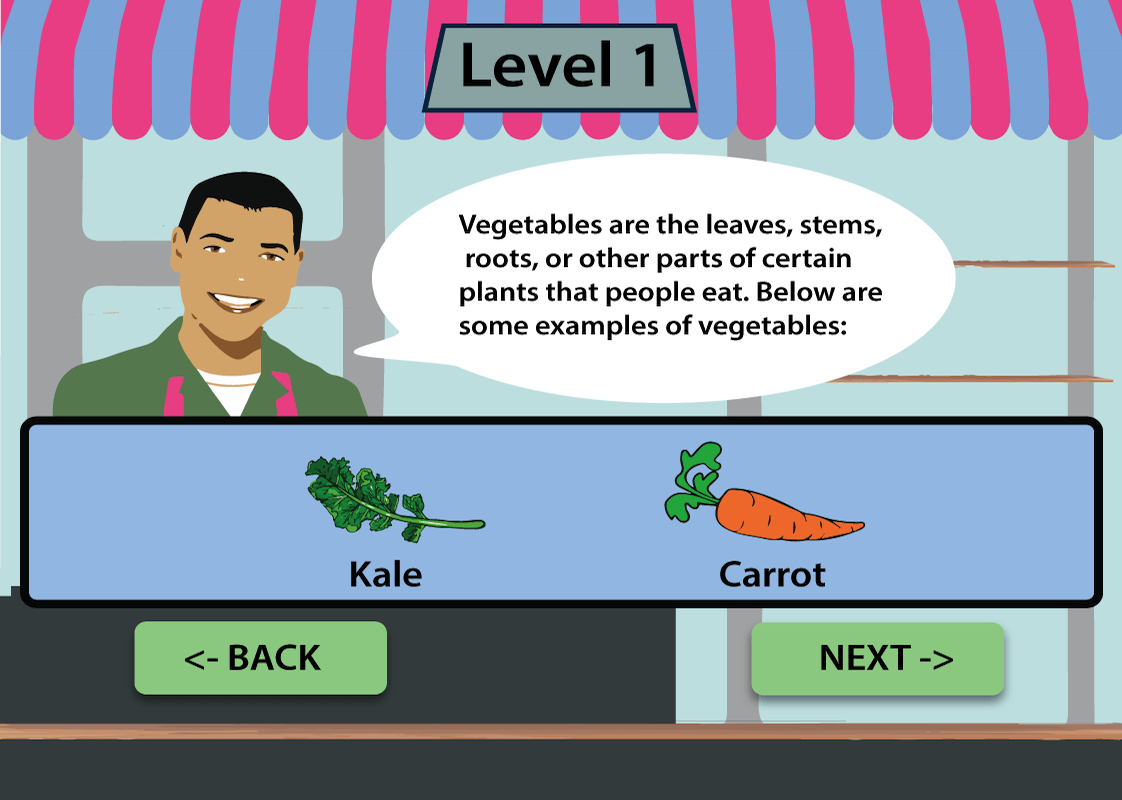 Level 1
Vegetables are the leaves, stems,
roots, or other parts of certain
plants that people eat. Below are
some examples of vegetables:
Kale
Carrot
<- BACK
NEXT ->